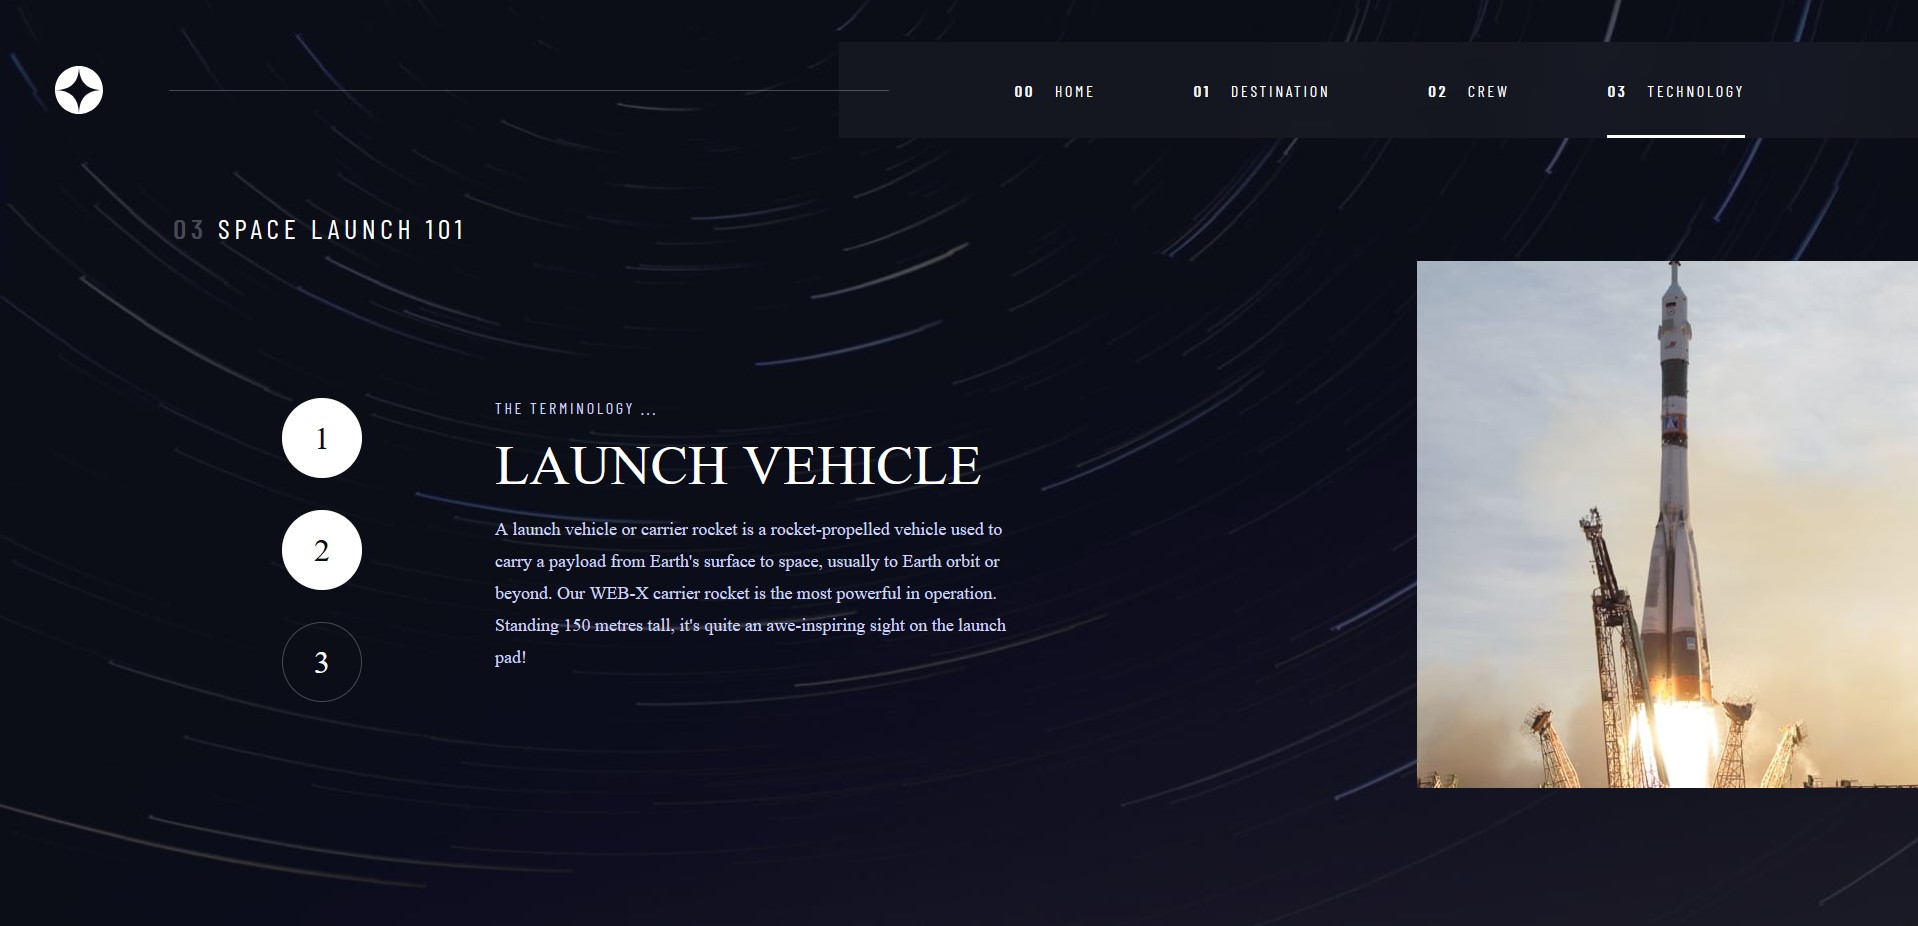 00 HOME 01 DESTINATION 02 CREW 03 TECHNOLOGY
03 SPACE LAUNCH 101
1
2
3
THE TERMINOLOGY ...
LAUNCH VEHICLE
A launch vehicle or carrier rocket is a rocket-propelled vehicle used to
carry a payload from Earth's surface to space, usually to Earth orbit or
beyond. Our WEB-X carrier rocket is the most powerful in operation.
Standing 150 metres tall, it's quite an awe-inspiring sight on the launch
pad!